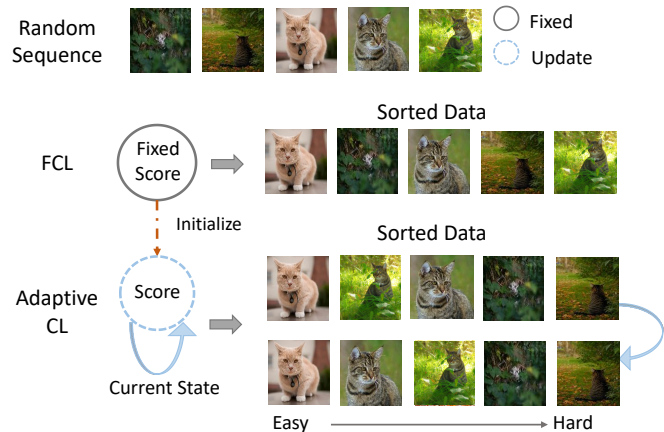 Random
Sequence
Fixed
Update
Sorted Data
FCL
Fixed
Score
Initialize
Sorted Data
Adaptive
CL
Score
Current State
Easy
Hard